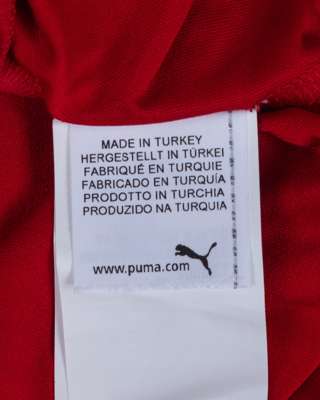 MADE IN TURKEY
HERGESTELLT IN TÜRKEI
FABRIQUÉ EN TURQUIE
FABRICADO EN TURQUÍA
PRODOTTO IN TURCHIA
PRODUZIDO NA TURQUIA
www.puma.com